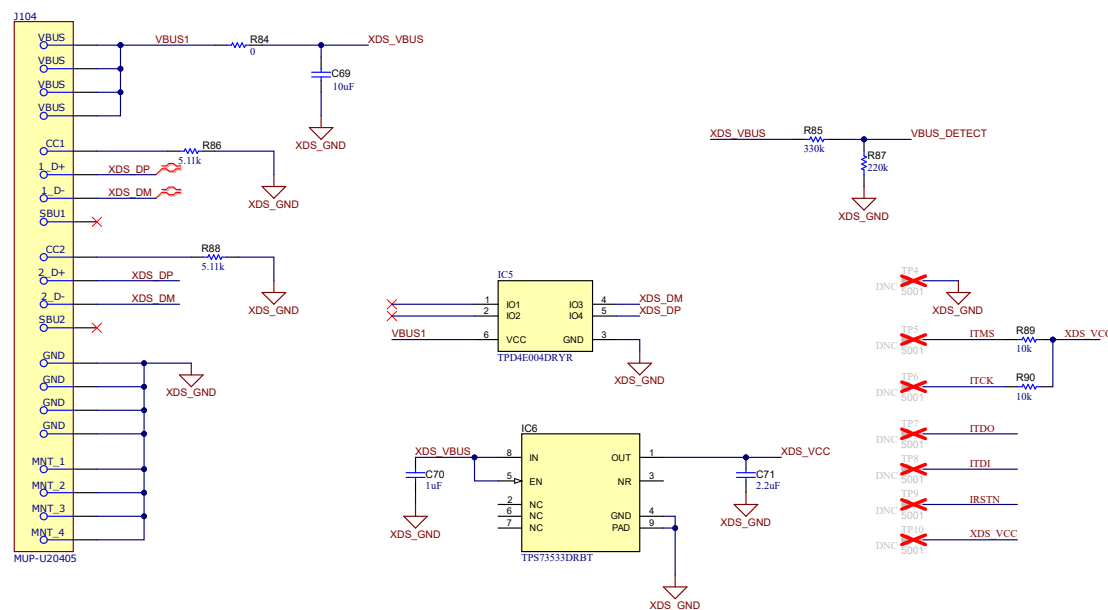 J104
VBUS
VBUS
VBUS
VBUS
VBUS1
R84
0
XDS_VBUS
C69
10uF
XDS_GND
CC1
R86
5.11k
1_D+
XDS_DP
1_D-
XDS_DM
XDS_GND
SBU1
CC2
R88
5.11k
2_D+
XDS_DP
2_D-
XDS_DM
XDS_GND
SBU2
GND
GND
GND
GND
XDS_GND
MNT_1
MNT_2
MNT_3
MNT_4
MUP-U20405
XDS_VBUS
R85
330k
VBUS_DETECT
R87
220k
XDS_GND
IC5
1
IO1
IO3
4
XDS_DM
2
IO2
IO4
5
XDS_DP
VBUS1
6
VCC
GND
3
TPD4E004DRYR
XDS_GND
IC6
XDS_VBUS
8
IN
OUT
1
XDS_VCC
C70
1uF
5
EN
NR
3
C71
2.2uF
2
NC
6
NC
GND
4
7
NC
PAD
9
XDS_GND
XDS_GND
TPS73533DRBT
XDS_GND
TP4
DNC
5001
XDS_GND
TP5
DNC
5001
ITMS
R89
10k
XDS_VCC
TP6
DNC
5001
ITCK
R90
10k
TP7
DNC
5001
ITDO
TP8
DNC
5001
ITDI
TP9
DNC
5001
IRSTN
TP10
DNC
5001
XDS_VCC